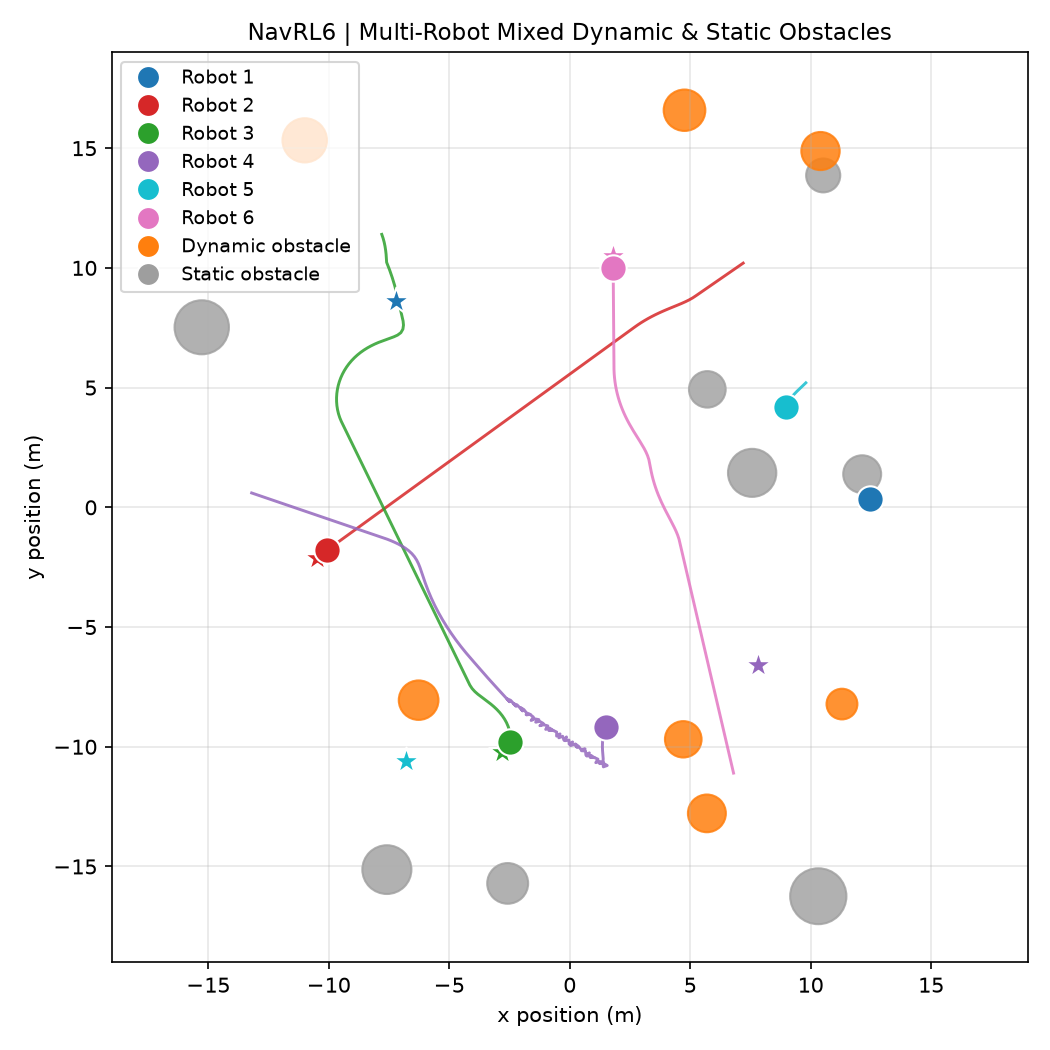 NavRL6 | Multi-Robot Mixed Dynamic & Static Obstacles
Robot 1
Robot 2
Robot 3
Robot 4
Robot 5
Robot 6
Dynamic obstacle
Static obstacle
15
10
5
0
−5
−10
−15
y position (m)
−15
−10
−5
0
5
10
15
x position (m)